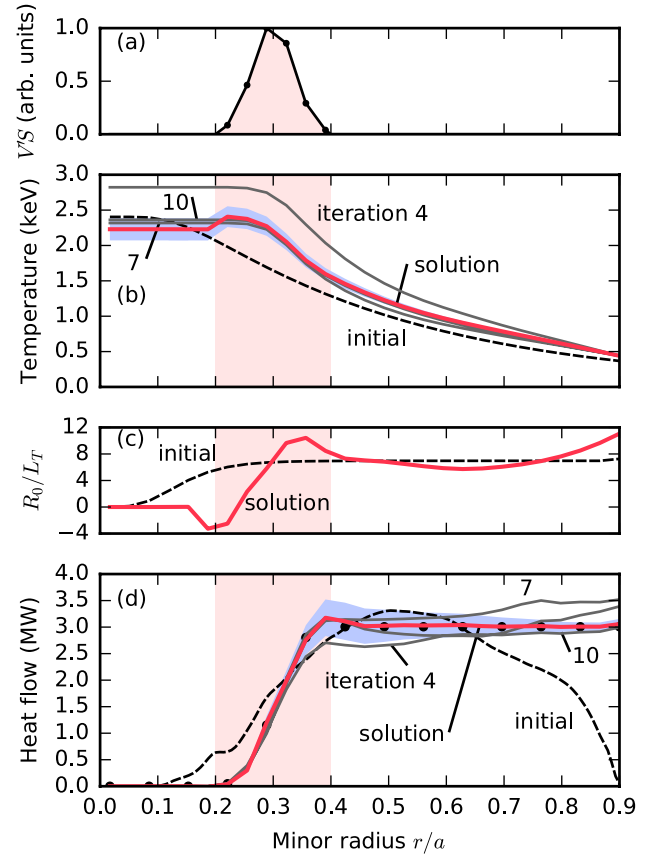 (a)
V'S (arb. units)
1.0
0.5
0.0
(b)
Temperature (keV)
3.0
2.5
2.0
1.5
1.0
0.5
0.0
10
7
iteration 4
solution
initial
(c)
R₀/L_T
12
8
4
0
−4
initial
solution
(d)
Heat flow (MW)
4.0
3.5
3.0
2.5
2.0
1.5
1.0
0.5
0.0
7
10
iteration 4
solution
initial
0.0 0.1 0.2 0.3 0.4 0.5 0.6 0.7 0.8 0.9
Minor radius r/a